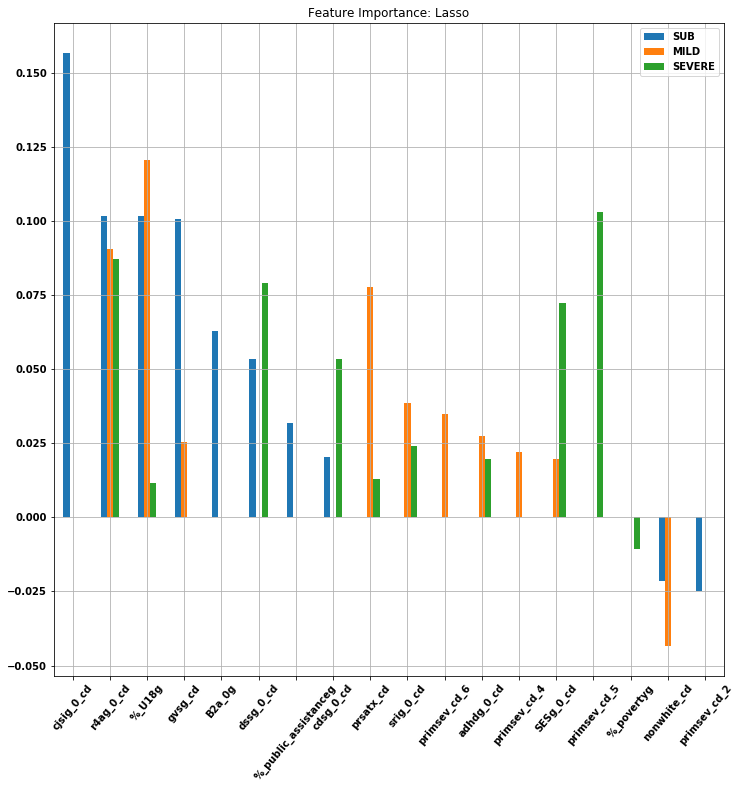 Feature Importance: Lasso
SUB
MILD
SEVERE
0.150
0.125
0.100
0.075
0.050
0.025
0.000
−0.025
−0.050
cjsig_0_cd
r4ag_0_cd
%_U18g
gvsg_cd
B2a_0g
dssg_0_cd
%_public_assistanceg
cdsg_0_cd
prsatx_cd
srig_0_cd
primsev_cd_6
adhdg_0_cd
primsev_cd_4
SESg_0_cd
primsev_cd_5
%_povertyg
nonwhite_cd
primsev_cd_2